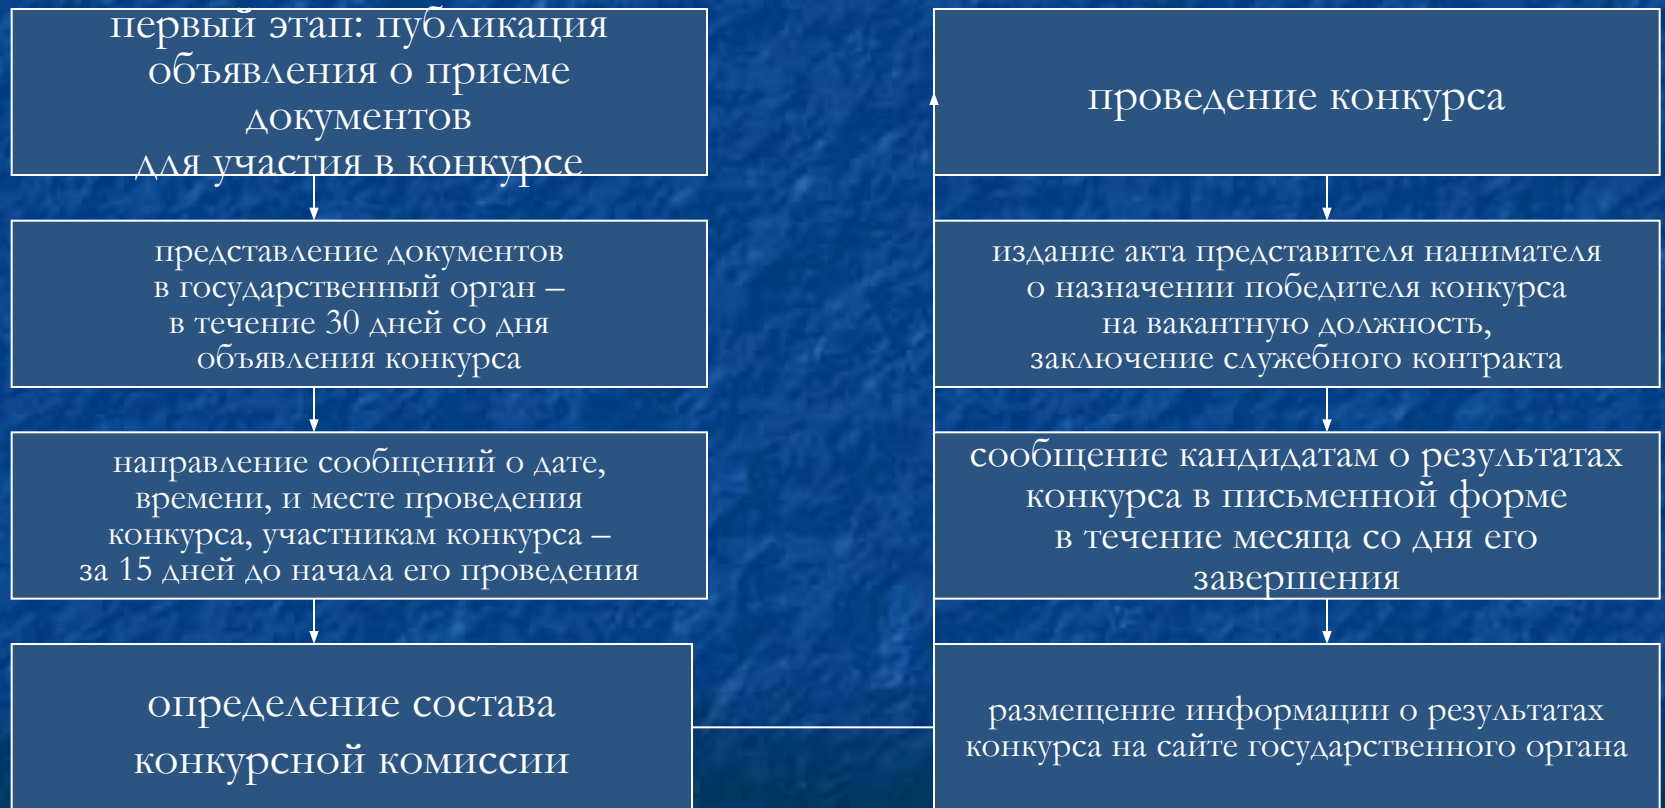 первый этап: публикация
объявления о приеме
документов
для участия в конкурсе
представление документов
в государственный орган –
в течение 30 дней со дня
объявления конкурса
направление сообщений о дате,
времени, и месте проведения
конкурса, участникам конкурса –
за 15 дней до начала его проведения
определение состава
конкурсной комиссии
проведение конкурса
издание акта представителя нанимателя
о назначении победителя конкурса
на вакантную должность,
заключение служебного контракта
сообщение кандидатам о результатах
конкурса в письменной форме
в течение месяца со дня его
завершения
размещение информации о результатах
конкурса на сайте государственного органа